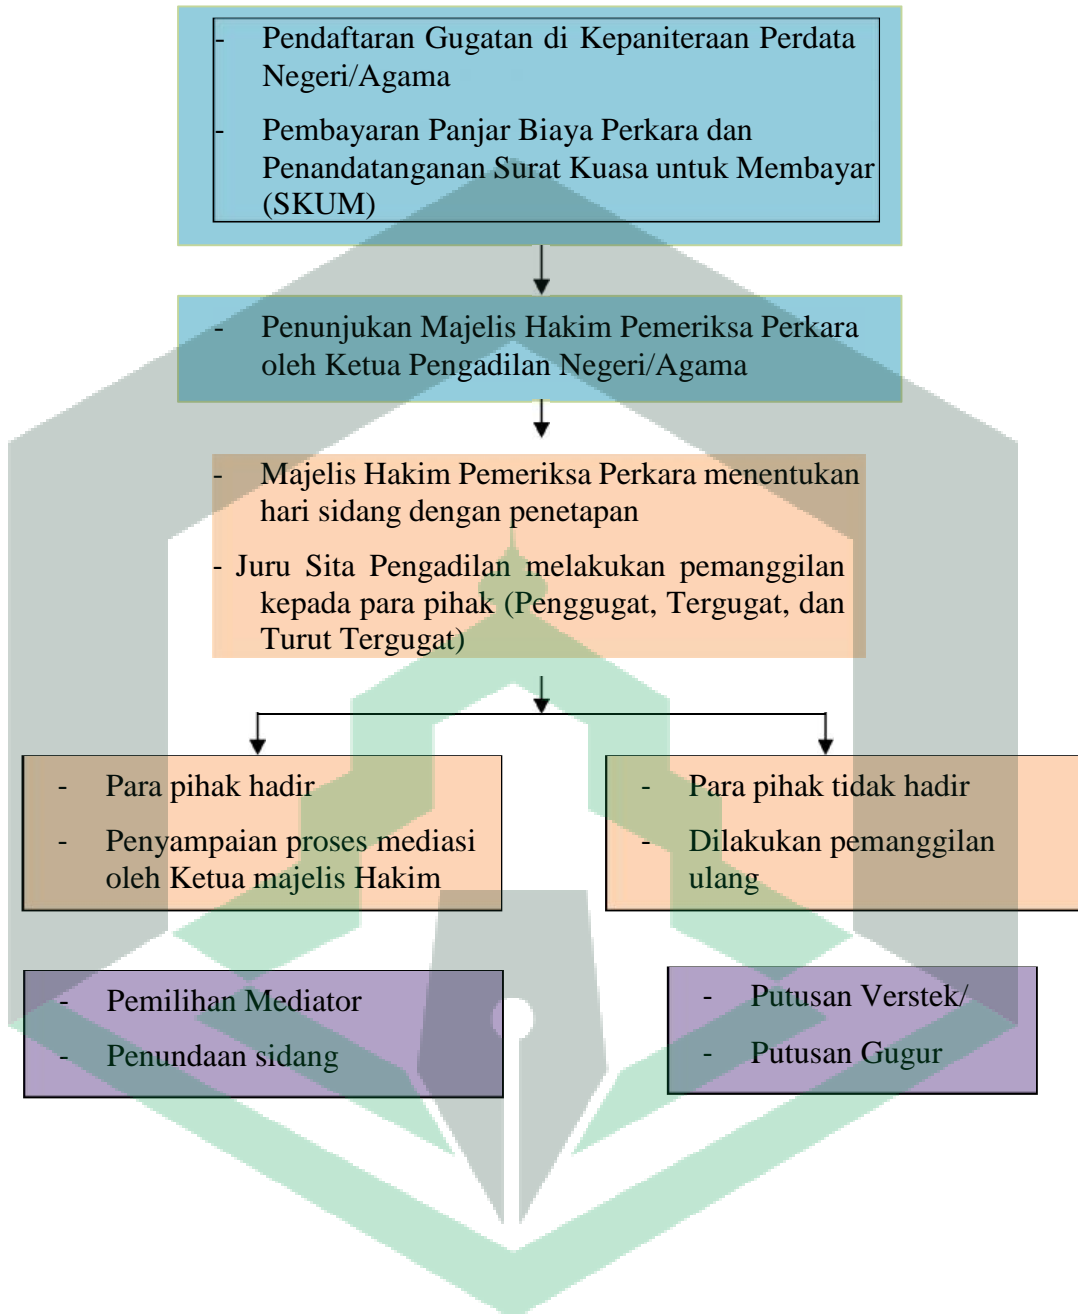 - Pendaftaran Gugatan di Kepaniteraan Perdata
Negeri/Agama
- Pembayaran Panjar Biaya Perkara dan
Penandatanganan Surat Kuasa untuk Membayar
(SKUM)
- Penunjukan Majelis Hakim Pemeriksa Perkara
oleh Ketua Pengadilan Negeri/Agama
- Majelis Hakim Pemeriksa Perkara menentukan
hari sidang dengan penetapan
- Juru Sita Pengadilan melakukan pemanggilan
kepada para pihak (Penggugat, Tergugat, dan
Turut Tergugat)
- Para pihak hadir
- Penyampaian proses mediasi
oleh Ketua majelis Hakim
- Para pihak tidak hadir
- Dilakukan pemanggilan
ulang
- Pemilihan Mediator
- Penundaan sidang
- Putusan Verstek/
- Putusan Gugur